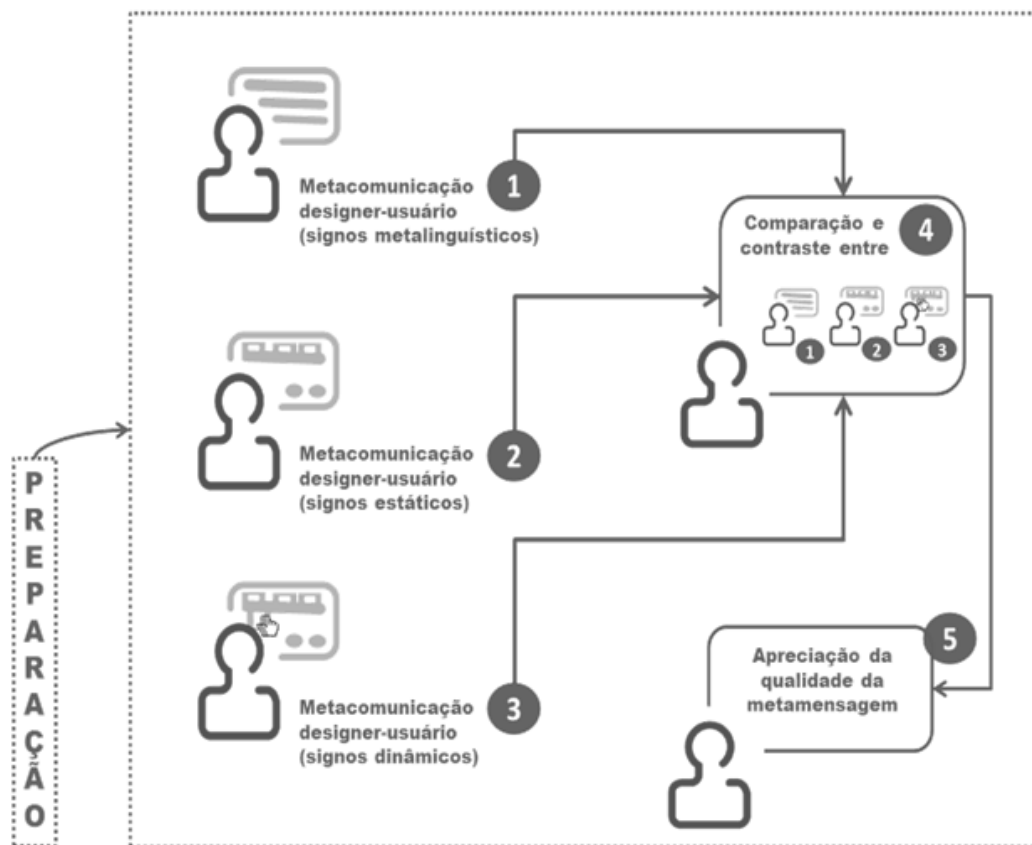 PREPARAÇÃO
Metacomunicação
designer-usuário
(signos metalinguísticos)
1
Metacomunicação
designer-usuário
(signos estáticos)
2
Metacomunicação
designer-usuário
(signos dinâmicos)
3
Comparação e
contraste entre
4
1 2 3
Apreciação da
qualidade da
metamensagem
5